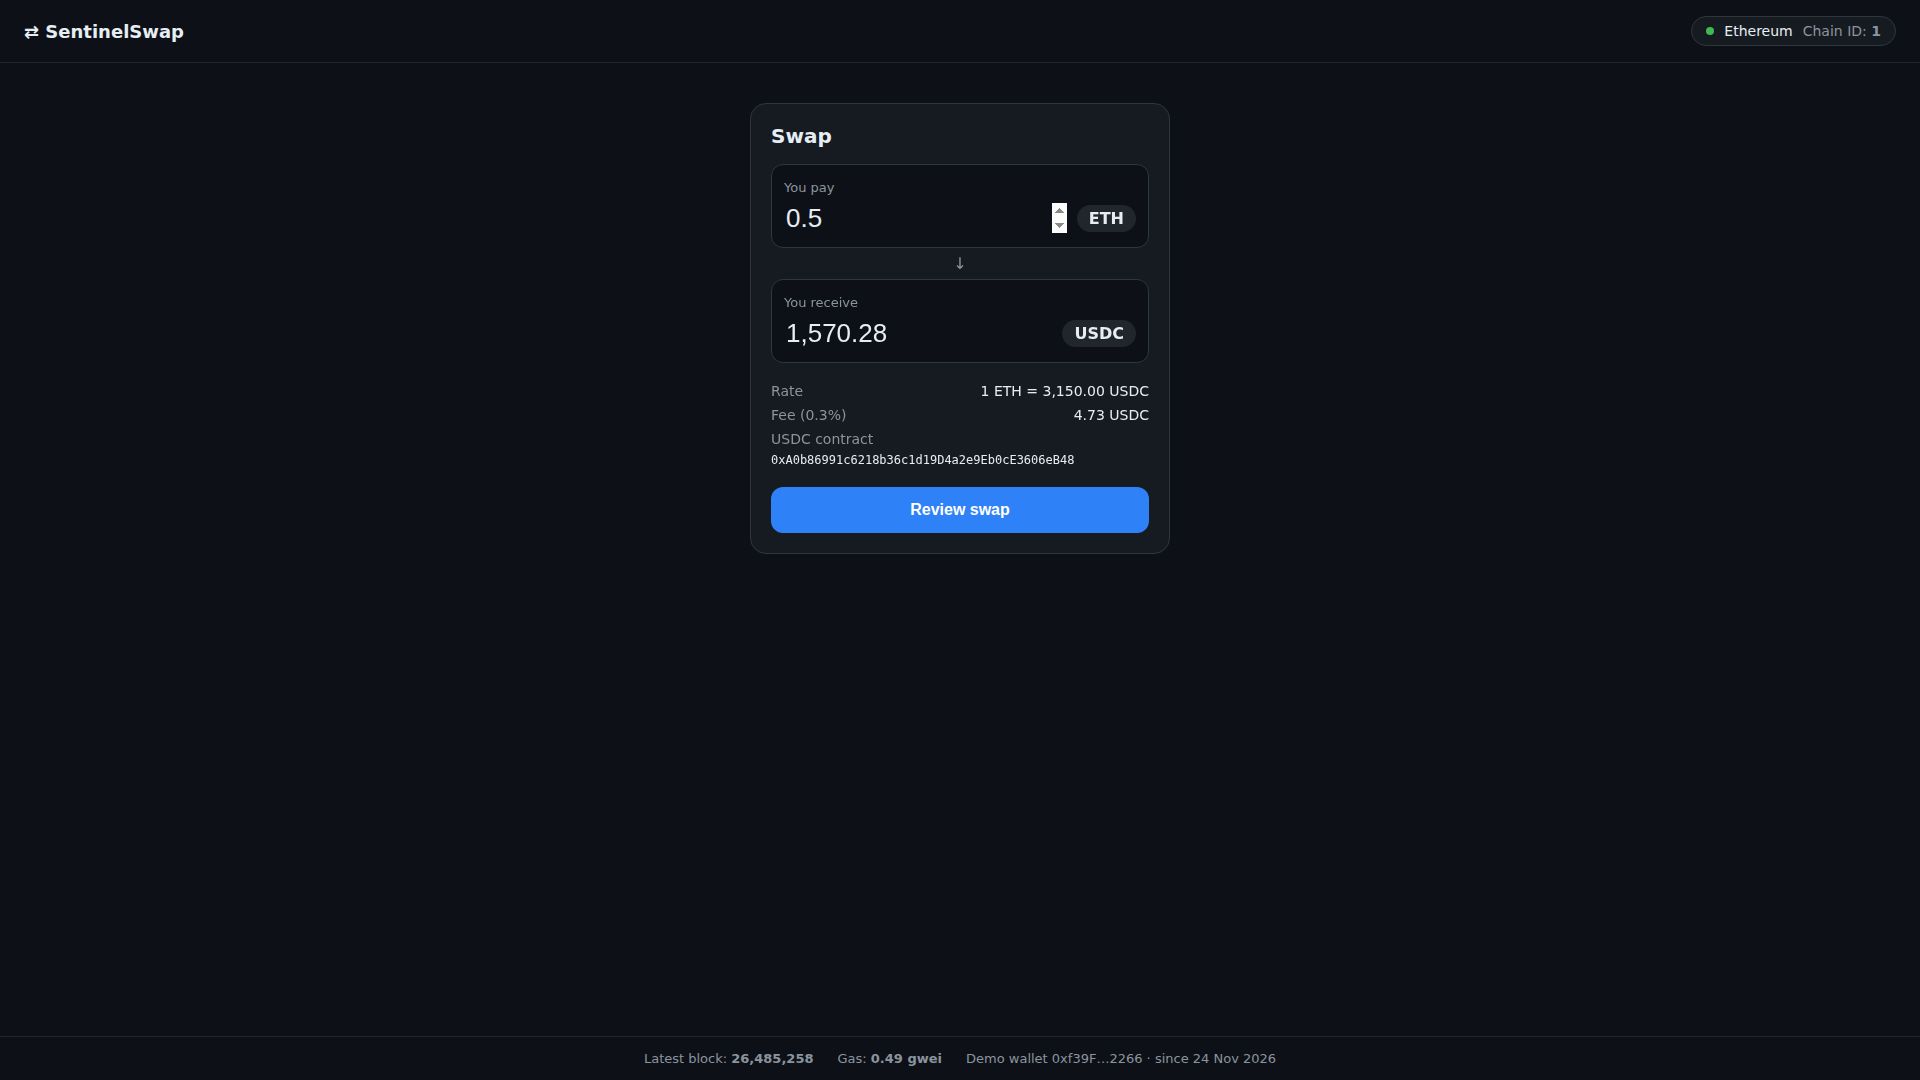 ⇄ SentinelSwap
Ethereum Chain ID: 1
Swap
You pay
0.5 ETH
↓
You receive
1,570.28 USDC
Rate 1 ETH = 3,150.00 USDC
Fee (0.3%) 4.73 USDC
USDC contract
0xA0b86991c6218b36c1d19D4a2e9Eb0cE3606eB48
Review swap
Latest block: 26,485,258 Gas: 0.49 gwei Demo wallet 0xf39F…2266 · since 24 Nov 2026